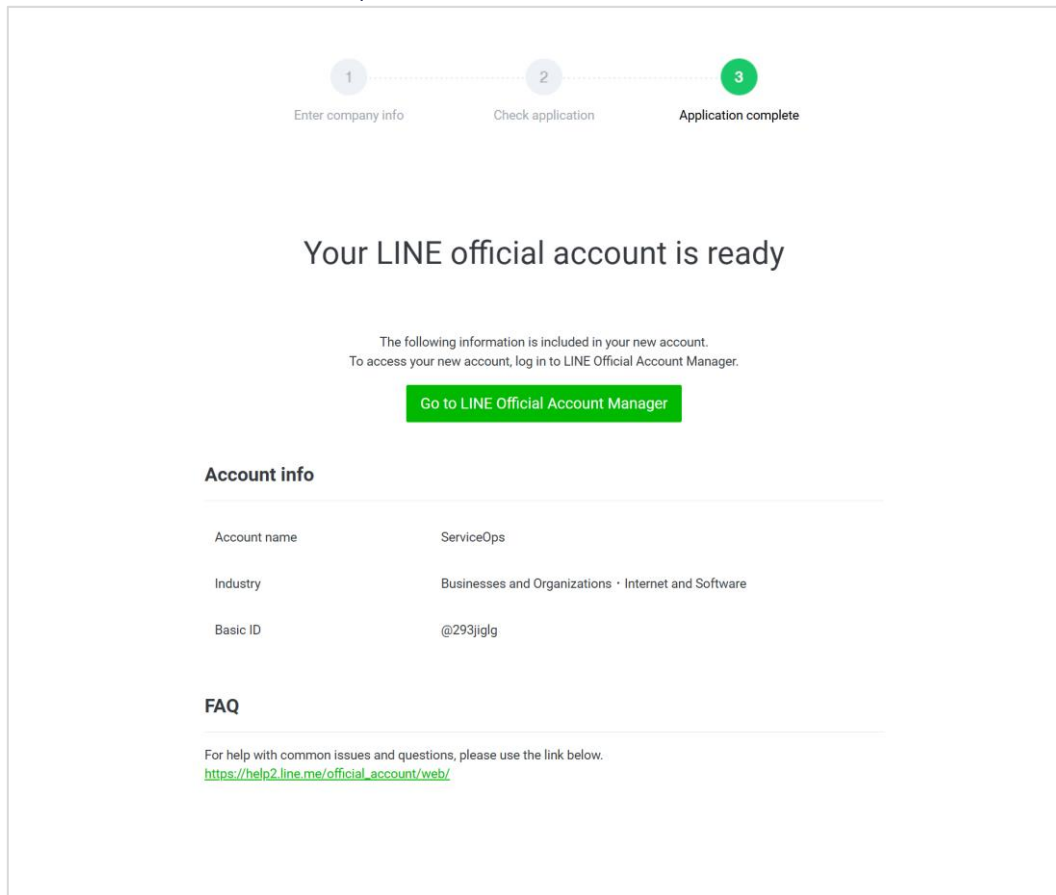 1
2
3
Enter company info
Check application
Application complete
Your LINE official account is ready
The following information is included in your new account.
To access your new account, log in to LINE Official Account Manager.
Go to LINE Official Account Manager
Account info
Account name
ServiceOps
Industry
Businesses and Organizations・Internet and Software
Basic ID
@293jiglg
FAQ
For help with common issues and questions, please use the link below.
https://help2.line.me/official_account/web/